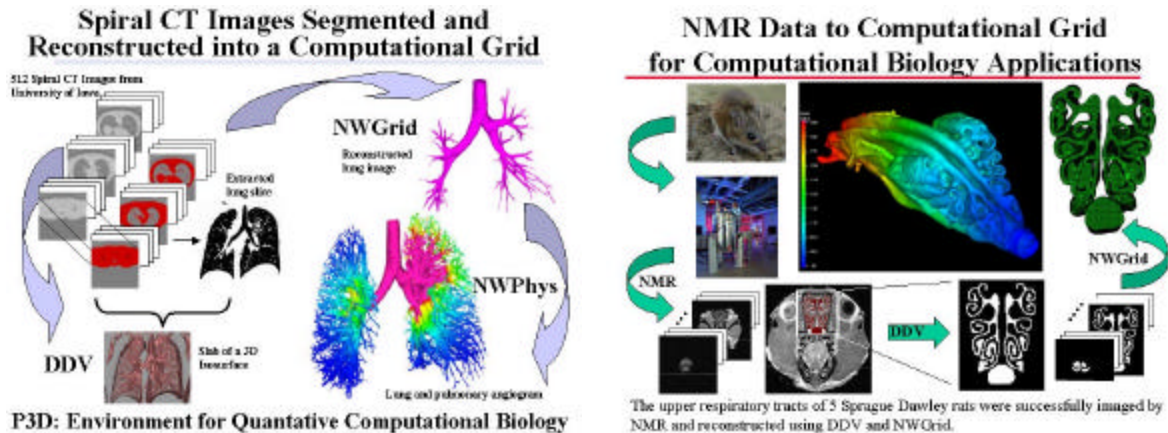 Spiral CT Images Segmented and
Reconstructed into a Computational Grid
512 Spiral CT Images from
University of Iowa
NWGrid
Reconstructed
lung image
Extracted
lung slice
NWPhys
DDV
Slab of a 3D
Isosurface
Lung and pulmonary angiogram
P3D: Environment for Quantative Computational Biology
NMR Data to Computational Grid
for Computational Biology Applications
NWGrid
NMR
DDV
The upper respiratory tracts of 5 Sprague Dawley rats were successfully imaged by
NMR and reconstructed using DDV and NWGrid.